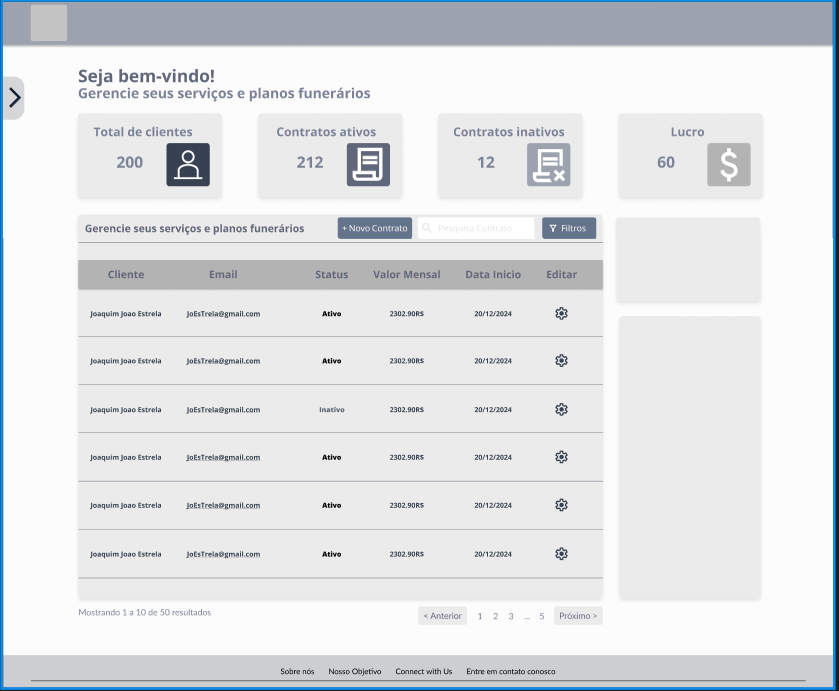 Seja bem-vindo!
Gerencie seus serviços e planos funerários
Total de clientes
200
Contratos ativos
212
Contratos inativos
12
Lucro
60
Gerencie seus serviços e planos funerários
+ Novo Contrato
Pesquisa Contrato
Filtros
Cliente Email Status Valor Mensal Data Inicio Editar
Joaquim Joao Estrela JoEsTrela@gmail.com Ativo 2302.90R$ 20/12/2024
Joaquim Joao Estrela JoEsTrela@gmail.com Ativo 2302.90R$ 20/12/2024
Joaquim Joao Estrela JoEsTrela@gmail.com Inativo 2302.90R$ 20/12/2024
Joaquim Joao Estrela JoEsTrela@gmail.com Ativo 2302.90R$ 20/12/2024
Joaquim Joao Estrela JoEsTrela@gmail.com Ativo 2302.90R$ 20/12/2024
Joaquim Joao Estrela JoEsTrela@gmail.com Ativo 2302.90R$ 20/12/2024
Mostrando 1 a 10 de 50 resultados
< Anterior 1 2 3 ... 5 Próximo >
Sobre nós Nosso Objetivo Connect with Us Entre em contato conosco